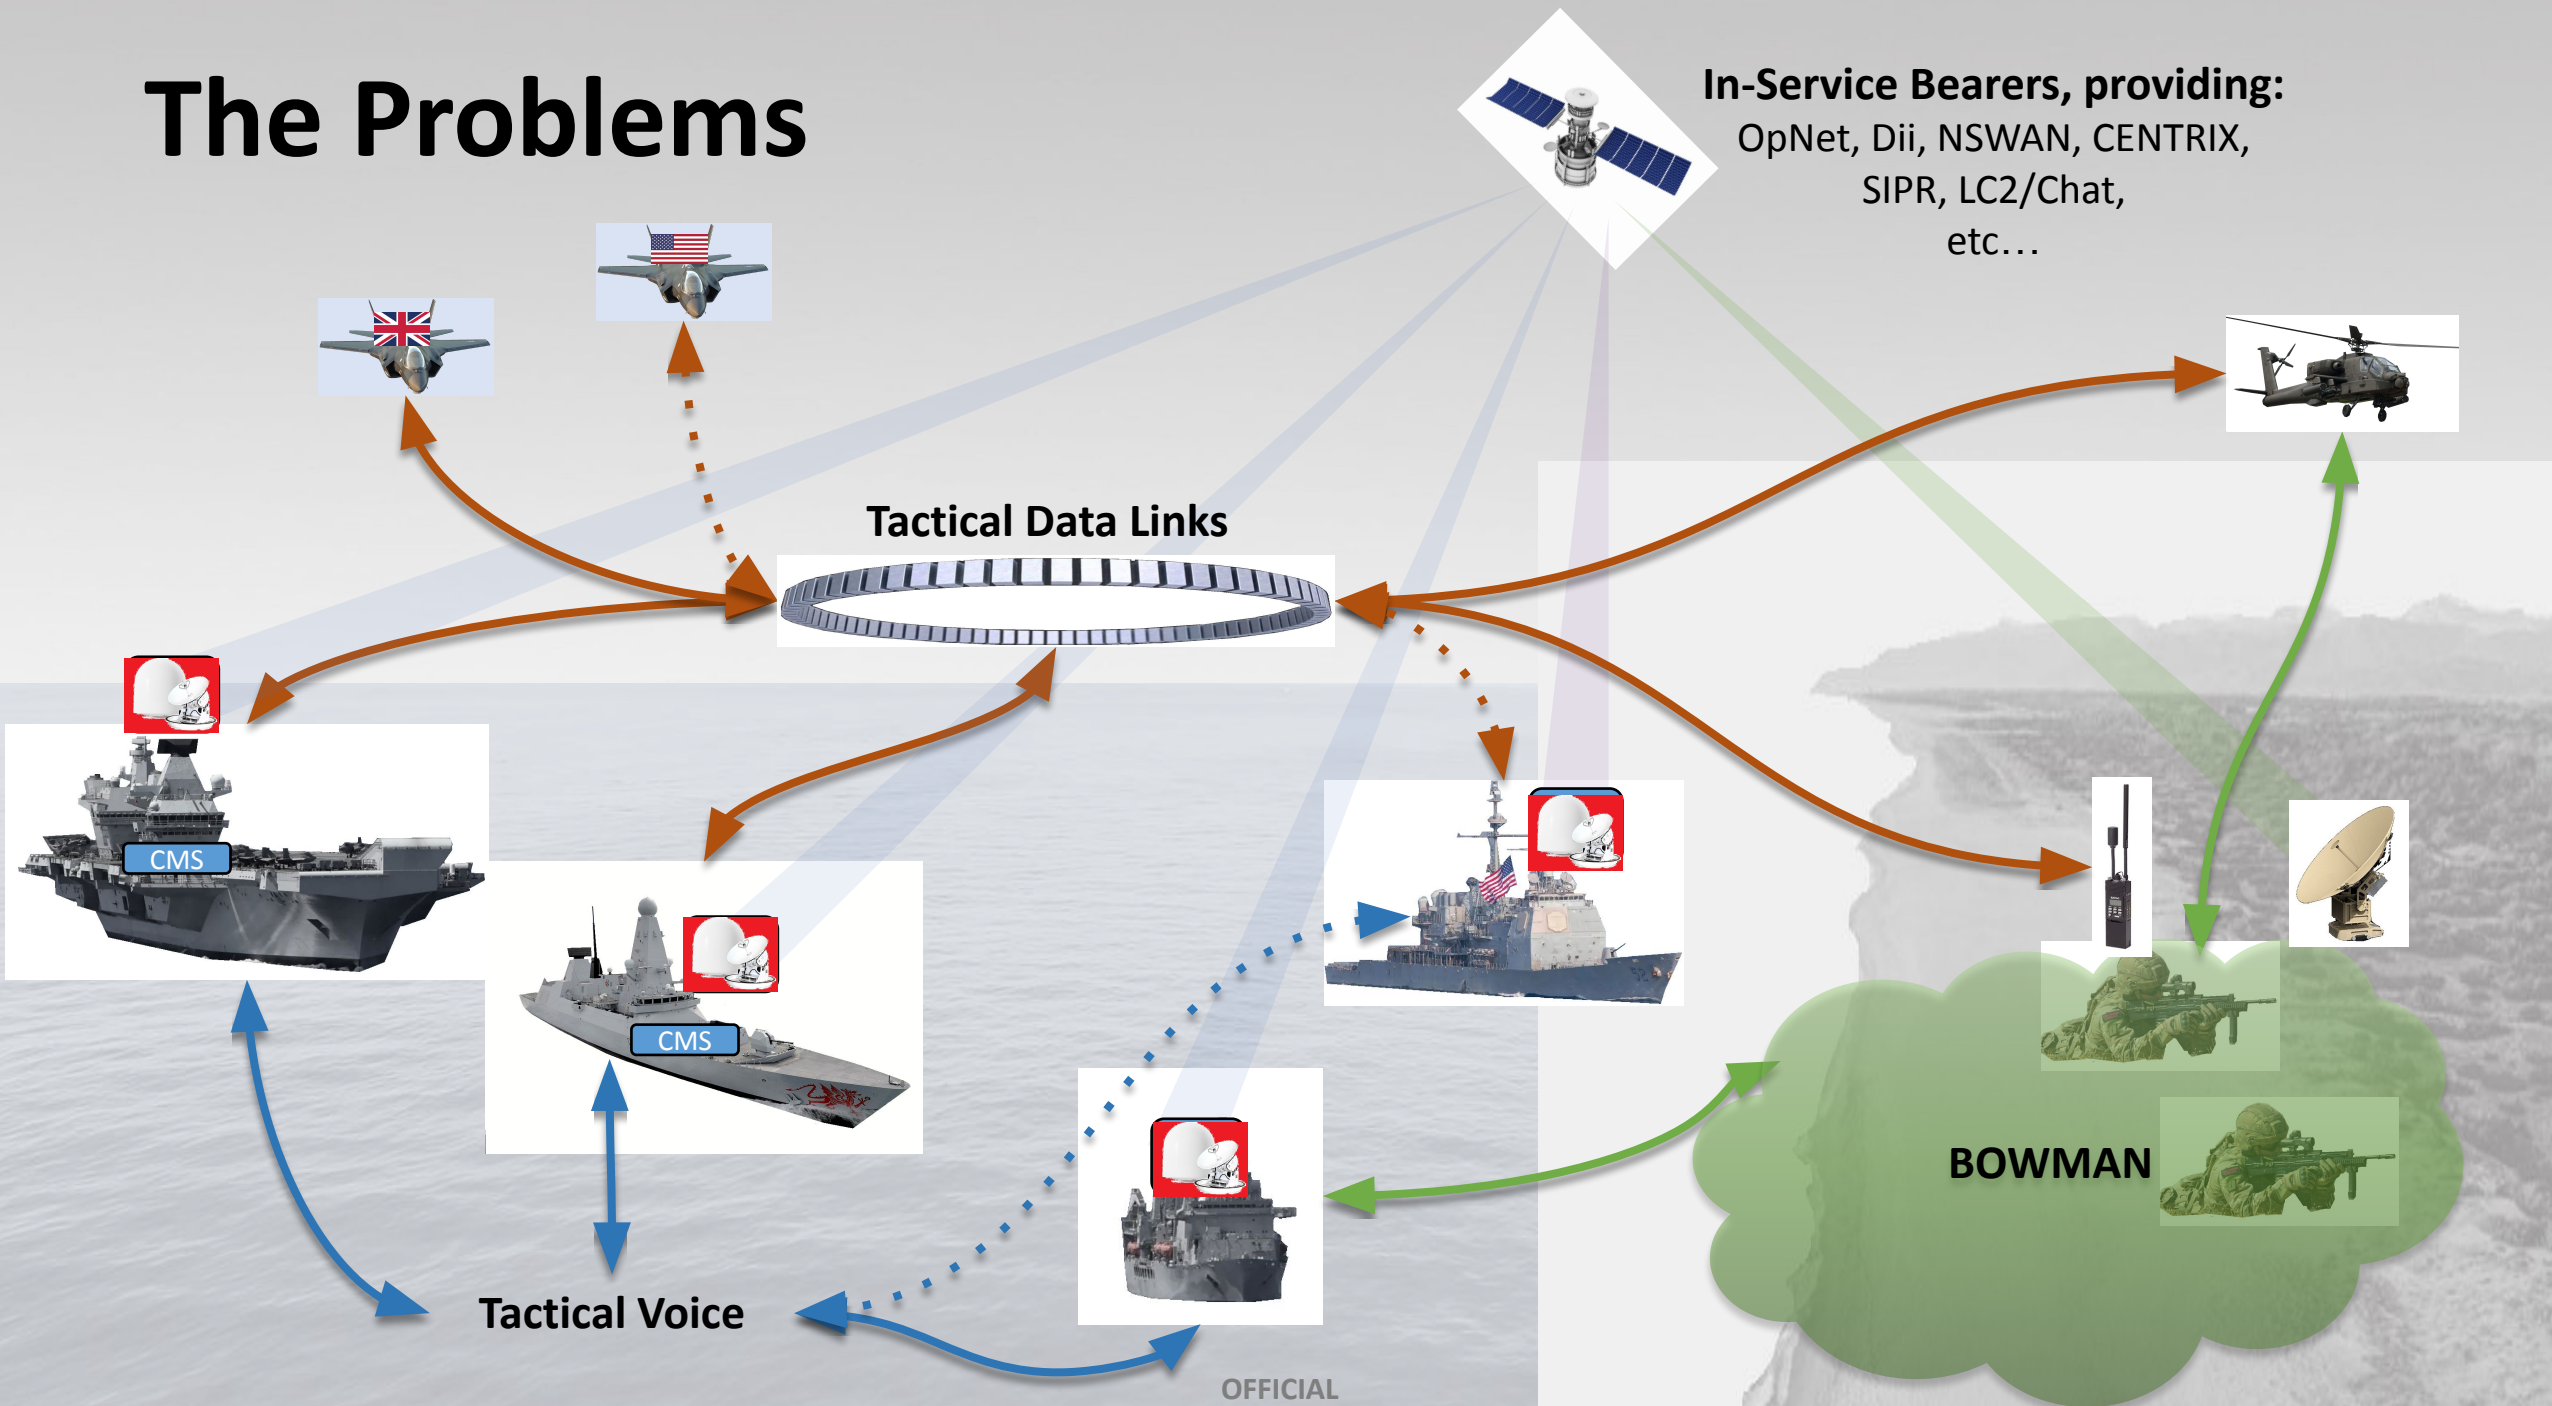 The Problems
In-Service Bearers, providing:
OpNet, Dii, NSWAN, CENTRIX,
SIPR, LC2/Chat,
etc...
Tactical Data Links
CMS
CMS
52
BOWMAN
Tactical Voice
OFFICIAL